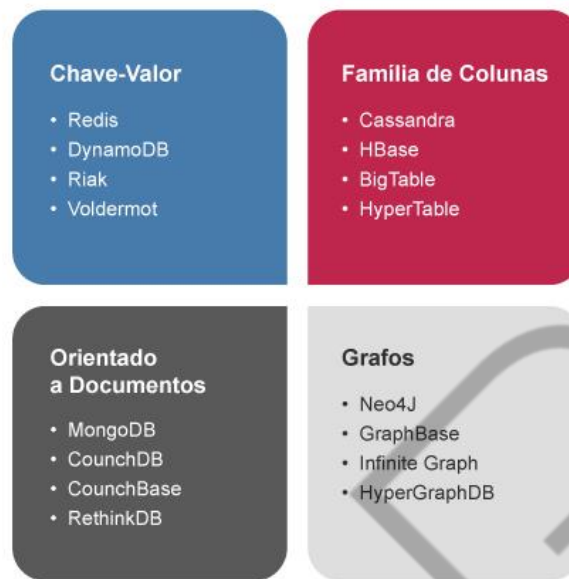 Chave-Valor
• Redis
• DynamoDB
• Riak
• Voldermot
Família de Colunas
• Cassandra
• HBase
• BigTable
• HyperTable
Orientado
a Documentos
• MongoDB
• CounchDB
• CounchBase
• RethinkDB
Grafos
• Neo4J
• GraphBase
• Infinite Graph
• HyperGraphDB